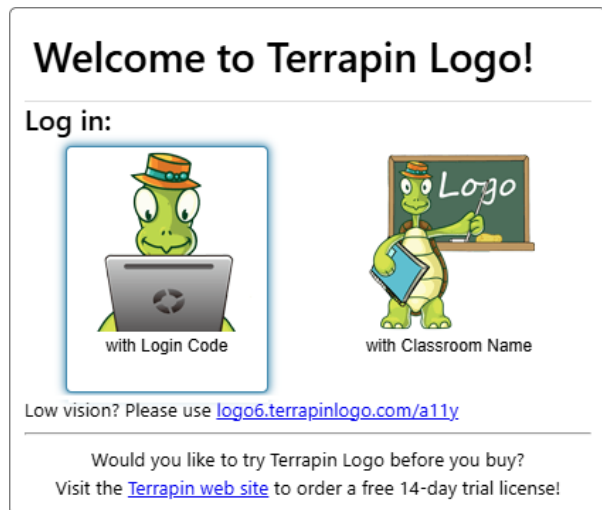 Welcome to Terrapin Logo!
Log in:
Logo
with Login Code
with Classroom Name
Low vision? Please use logo6.terrapinlogo.com/a11y
Would you like to try Terrapin Logo before you buy?
Visit the Terrapin web site to order a free 14-day trial license!